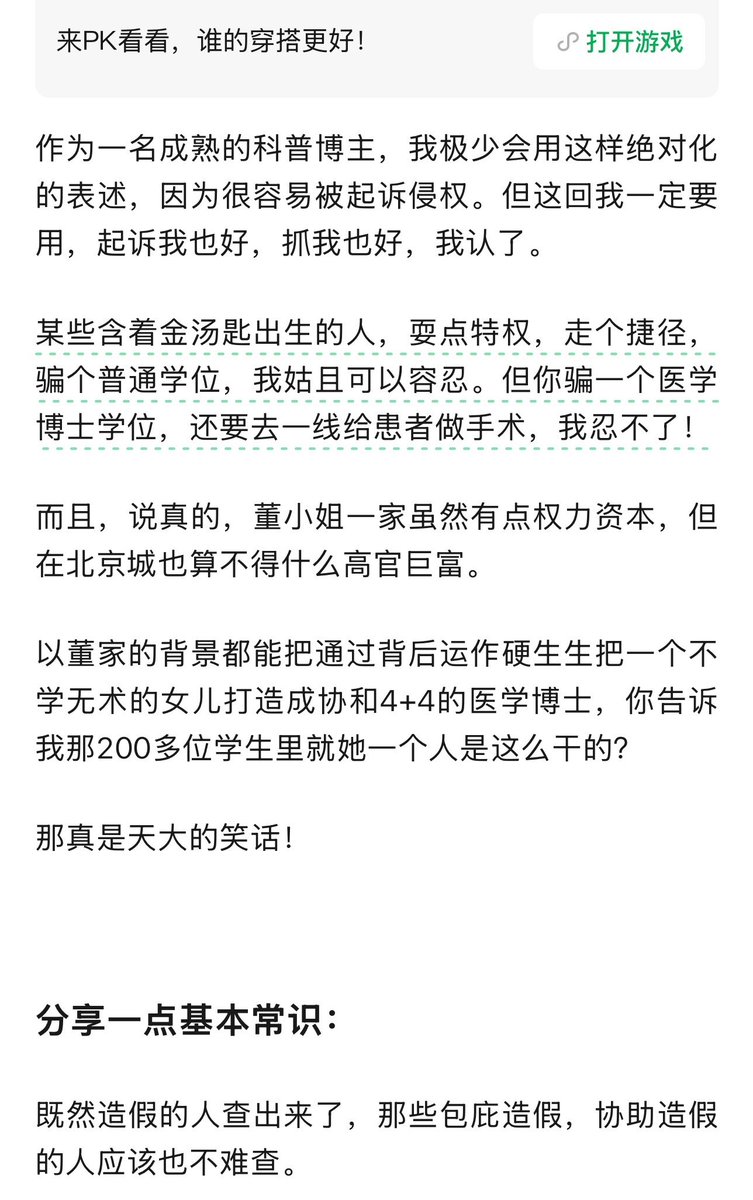 来PK看看，谁的穿搭更好！
打开游戏
作为一名成熟的科普博主，我极少会用这样绝对化
的表述，因为很容易被起诉侵权。但这回我一定要
用，起诉我也好，抓我也好，我认了。
某些含着金汤匙出生的人，耍点特权，走个捷径，
骗个普通学位，我姑且可以容忍。但你骗一个医学
博士学位，还要去一线给患者做手术，我忍不了！
而且，说真的，董小姐一家虽然有点权力资本，但
在北京城也算不得什么高官巨富。
以董家的背景都能把通过背后运作硬生生把一个不
学无术的女儿打造成协和4+4的医学博士，你告诉
我那200多位学生里就她一个人是这么干的？
那真是天大的笑话！
分享一点基本常识：
既然造假的人查出来了，那些包庇造假，协助造假
的人应该也不难查。